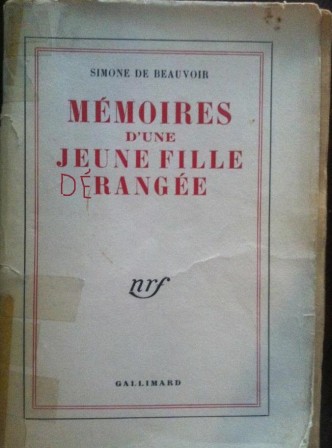 SIMONE DE BEAUVOIR
MÉMOIRES
D'UNE
JEUNE FILLE
DÉRANGÉE
nrf
GALLIMARD